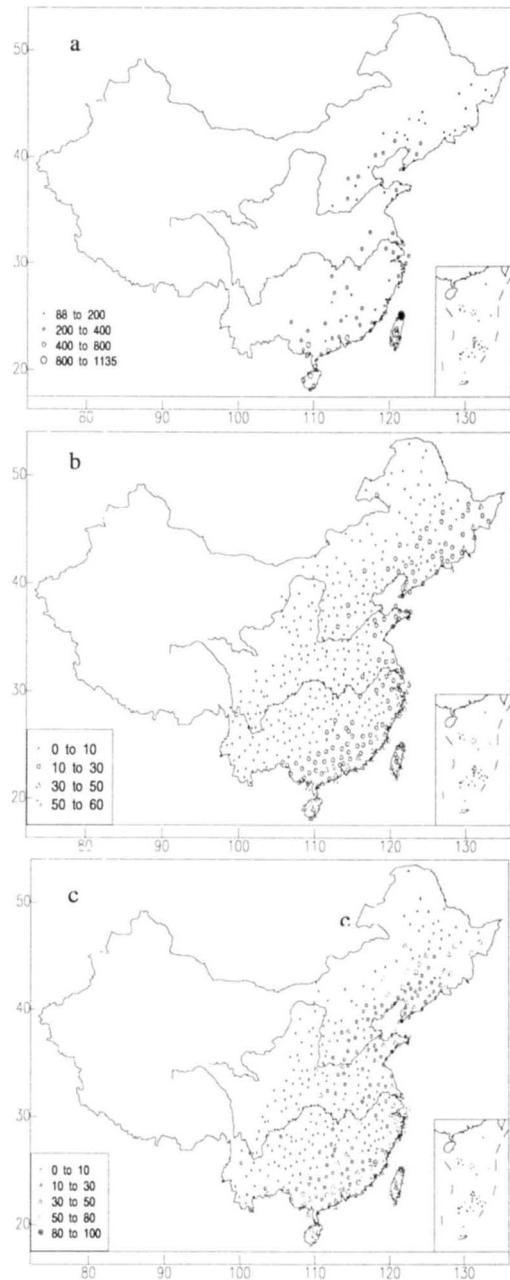 a
50
40
30
20
88 to 200
200 to 400
400 to 800
800 to 1135
80 90 100 110 120 130
b
50
40
30
20
0 to 10
10 to 30
30 to 50
50 to 60
80 90 100 110 120 130
c
c
50
40
30
20
0 to 10
10 to 30
30 to 50
50 to 80
80 to 100
80 90 100 110 120 130